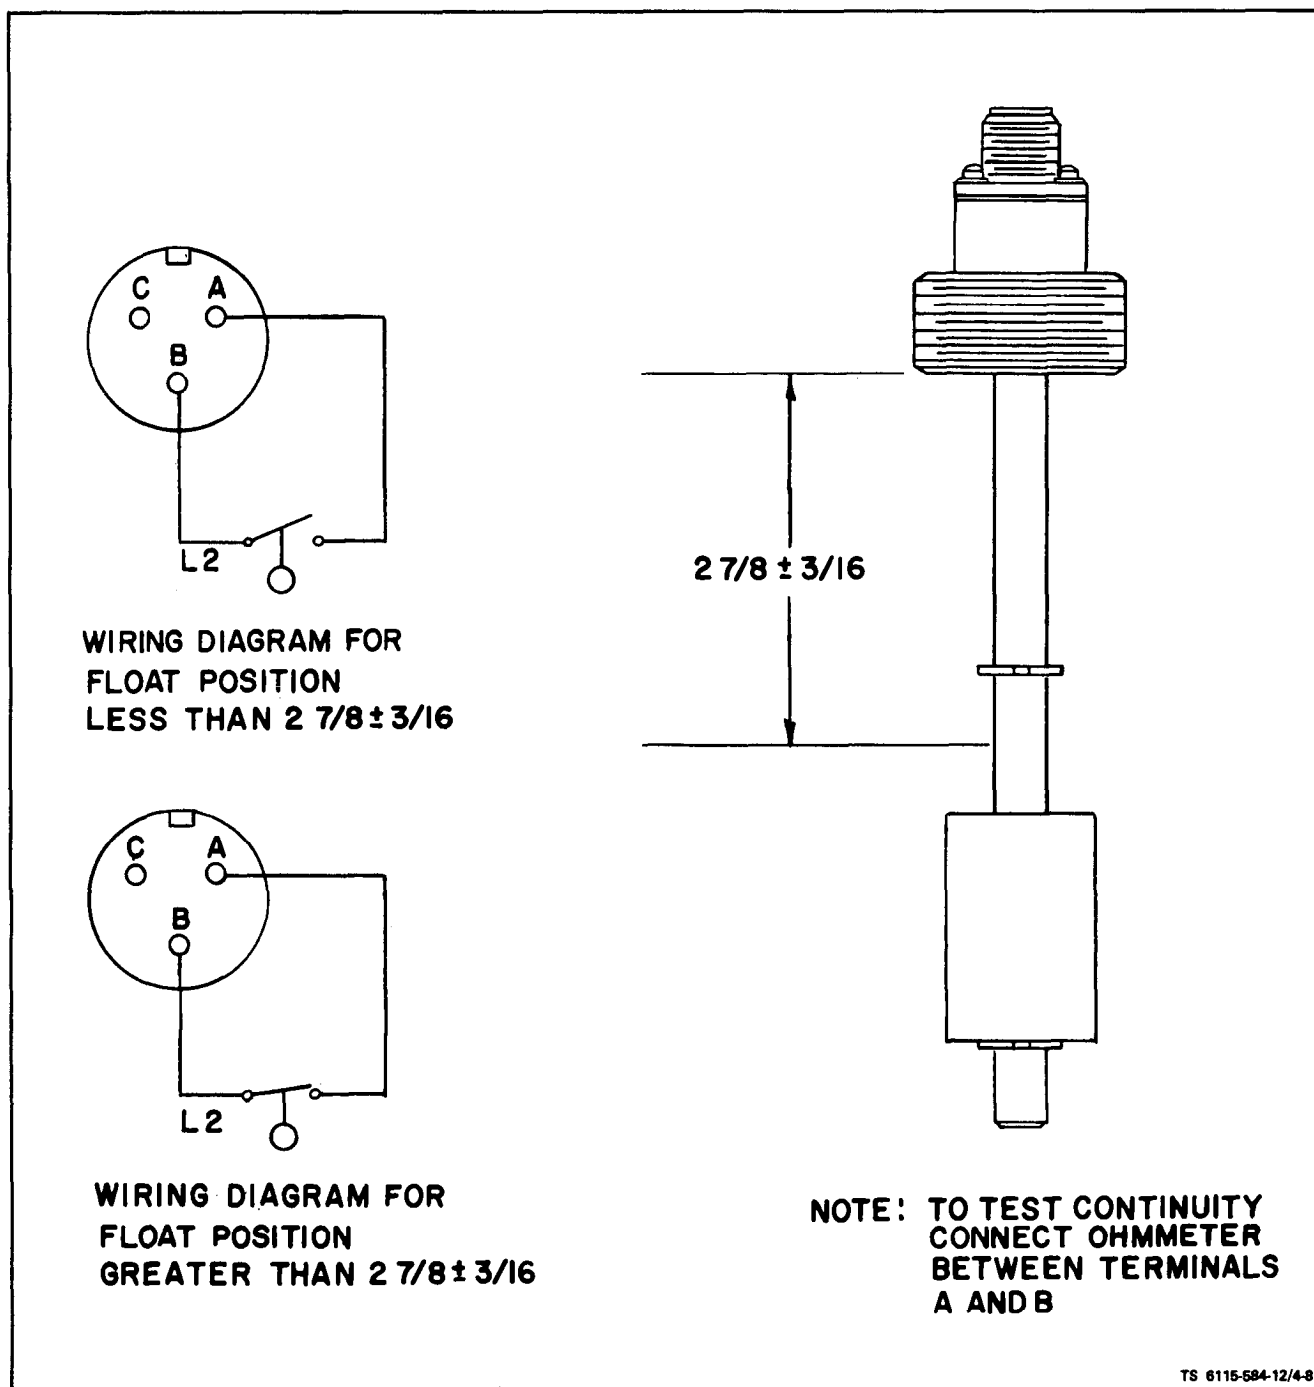 C A
B
L2
WIRING DIAGRAM FOR
FLOAT POSITION
LESS THAN 2 7/8 ± 3/16
2 7/8 ± 3/16
C A
B
L2
WIRING DIAGRAM FOR
FLOAT POSITION
GREATER THAN 2 7/8 ± 3/16
NOTE: TO TEST CONTINUITY
CONNECT OHMMETER
BETWEEN TERMINALS
A AND B
TS 6115-584-12/4-8